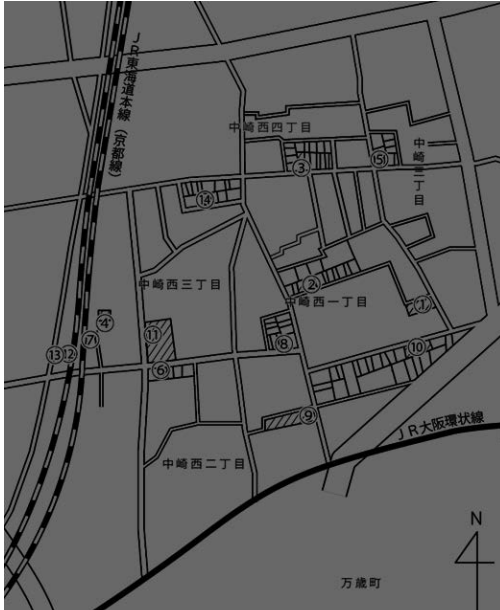 JR東海道本線（京都線）
中崎西四丁目
中崎三丁目
③
⑤
⑭
中崎西三丁目
②
中崎西一丁目
①
④
⑪
⑬
⑫
⑦
⑧
⑩
⑥
⑨
JR大阪環状線
中崎西二丁目
N
万歳町